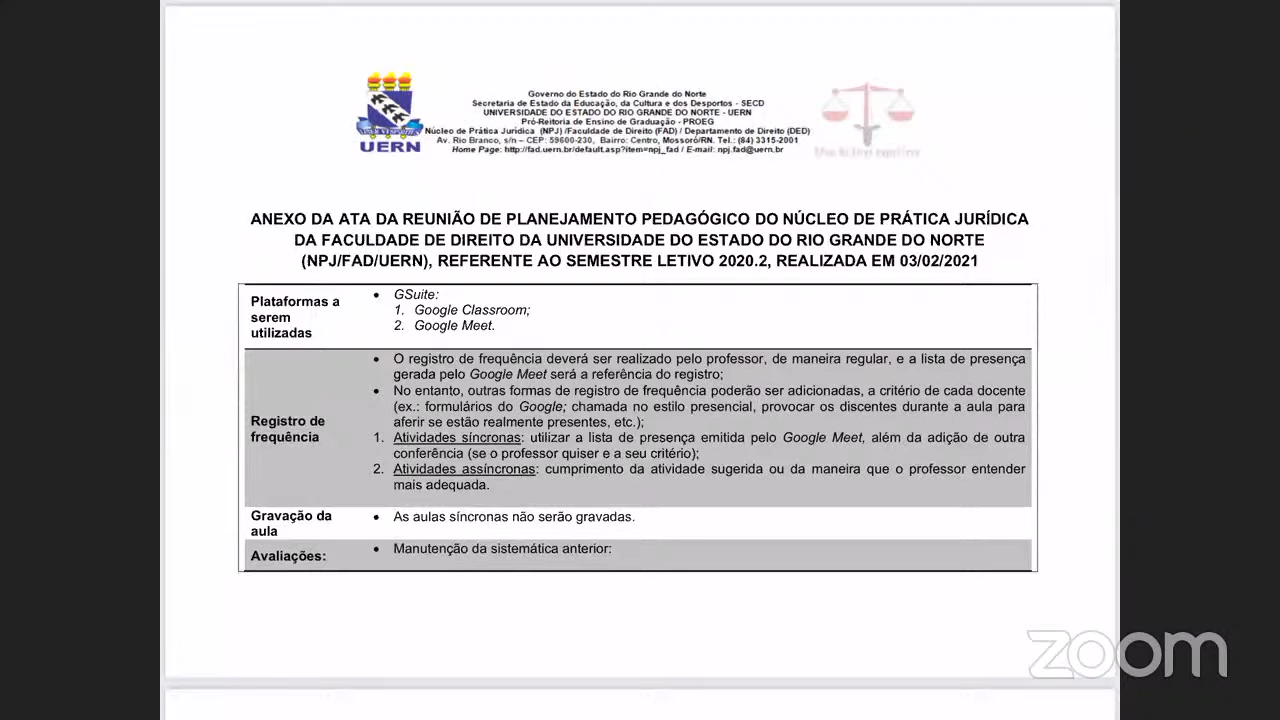 Governo do Estado do Rio Grande do Norte
Secretaria de Estado da Educação, da Cultura e dos Desportos - SECD
UNIVERSIDADE DO ESTADO DO RIO GRANDE DO NORTE - UERN
Pró-Reitoria de Ensino de Graduação - PROEG
Núcleo de Prática Jurídica (NPJ) /Faculdade de Direito (FAD) / Departamento de Direito (DED)
Av. Rio Branco, s/n – CEP: 59600-230, Bairro: Centro, Mossoró/RN. Tel.: (84) 3315-2001
Home Page: http://fad.uern.br/default.asp?item=npj_fad / E-mail: npj.fad@uern.br
UERN
ANEXO DA ATA DA REUNIÃO DE PLANEJAMENTO PEDAGÓGICO DO NÚCLEO DE PRÁTICA JURÍDICA
DA FACULDADE DE DIREITO DA UNIVERSIDADE DO ESTADO DO RIO GRANDE DO NORTE
(NPJ/FAD/UERN), REFERENTE AO SEMESTRE LETIVO 2020.2, REALIZADA EM 03/02/2021
Plataformas a
serem
utilizadas
• GSuite:
1. Google Classroom;
2. Google Meet.
Registro de
frequência
• O registro de frequência deverá ser realizado pelo professor, de maneira regular, e a lista de presença
gerada pelo Google Meet será a referência do registro;
• No entanto, outras formas de registro de frequência poderão ser adicionadas, a critério de cada docente
(ex.: formulários do Google; chamada no estilo presencial, provocar os discentes durante a aula para
aferir se estão realmente presentes, etc.);
1. Atividades síncronas: utilizar a lista de presença emitida pelo Google Meet, além da adição de outra
conferência (se o professor quiser e a seu critério);
2. Atividades assíncronas: cumprimento da atividade sugerida ou da maneira que o professor entender
mais adequada.
Gravação da
aula
• As aulas síncronas não serão gravadas.
Avaliações:
• Manutenção da sistemática anterior:
zoom